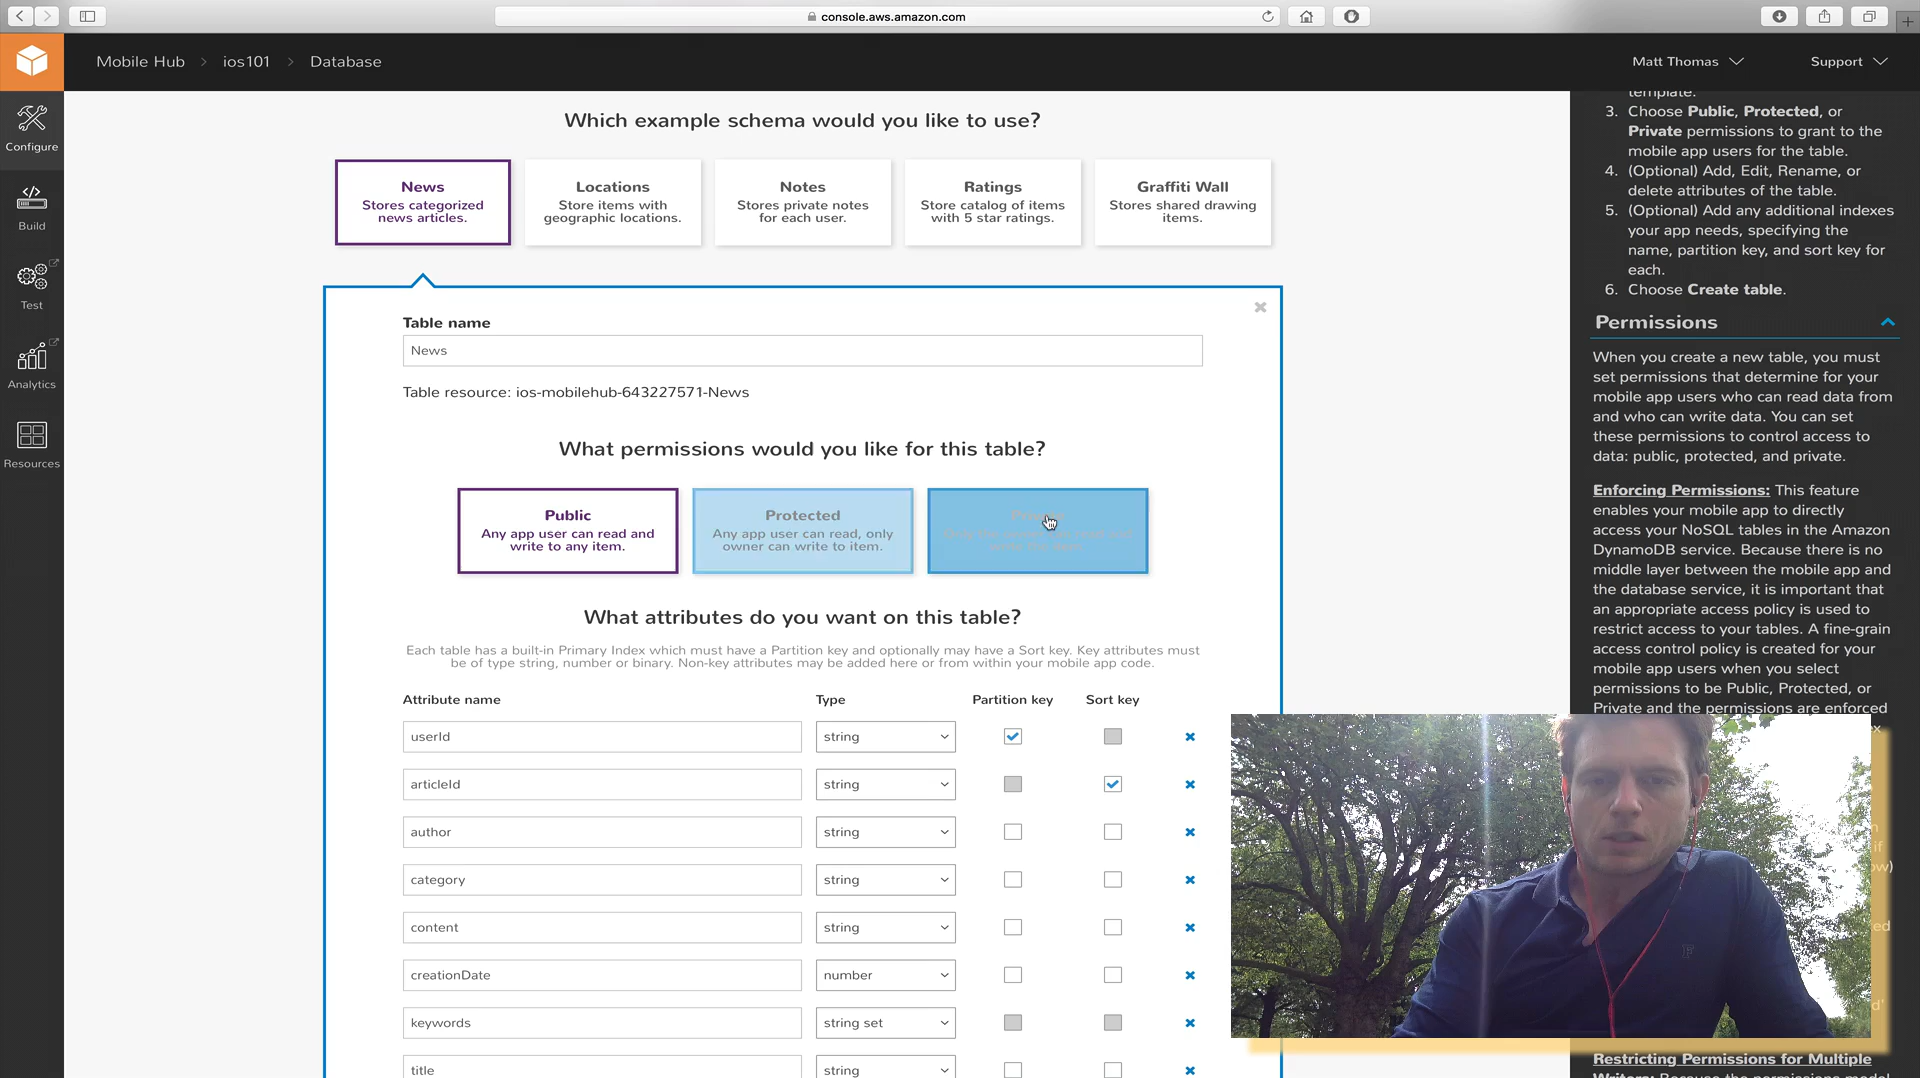 console.aws.amazon.com
Mobile Hub > ios101 > Database
Matt Thomas
Support
Configure
Build
Test
Analytics
Resources
Which example schema would you like to use?
News
Stores categorized
news articles.
Locations
Store items with
geographic locations.
Notes
Stores private notes
for each user.
Ratings
Store catalog of items
with 5 star ratings.
Graffiti Wall
Stores shared drawing
items.
Table name
News
Table resource: ios-mobilehub-643227571-News
What permissions would you like for this table?
Public
Any app user can read and
write to any item.
Protected
Any app user can read, only
owner can write to item.
What attributes do you want on this table?
Each table has a built-in Primary Index which must have a Partition key and optionally may have a Sort key. Key attributes must
be of type string, number or binary. Non-key attributes may be added here or from within your mobile app code.
Attribute name Type Partition key Sort key
userId string
articleId string
author string
category string
content string
creationDate number
keywords string set
title string
template.
3. Choose Public, Protected, or
Private permissions to grant to the
mobile app users for the table.
4. (Optional) Add, Edit, Rename, or
delete attributes of the table.
5. (Optional) Add any additional indexes
your app needs, specifying the
name, partition key, and sort key for
each.
6. Choose Create table.
Permissions
When you create a new table, you must
set permissions that determine for your
mobile app users who can read data from
and who can write data. You can set
these permissions to control access to
data: public, protected, and private.
Enforcing Permissions: This feature
enables your mobile app to directly
access your NoSQL tables in the Amazon
DynamoDB service. Because there is no
middle layer between the mobile app and
the database service, it is important that
an appropriate access policy is used to
restrict access to your tables. A fine-grain
access control policy is created for your
mobile app users when you select
permissions to be Public, Protected, or
Private and the permissions are enforced
Restricting Permissions for Multiple